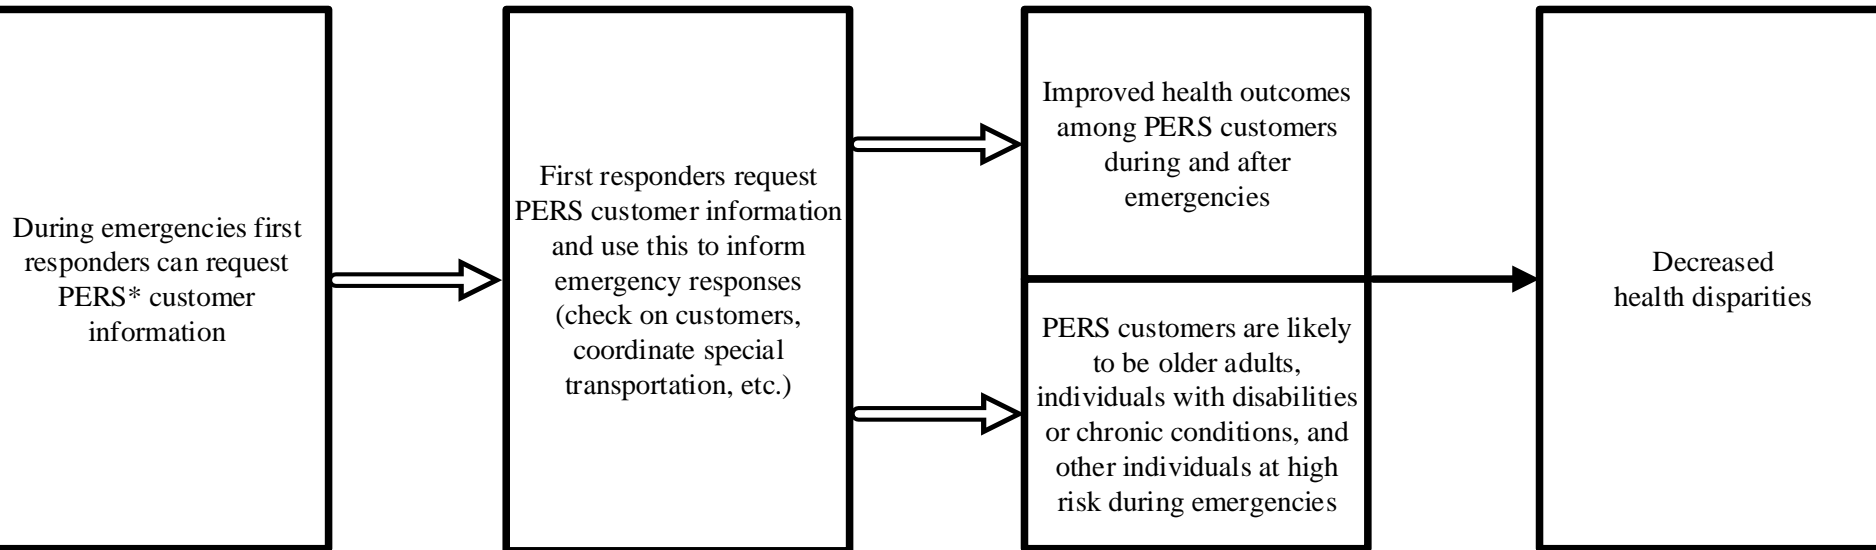 During emergencies first
responders can request
PERS* customer
information
First responders request
PERS customer information
and use this to inform
emergency responses
(check on customers,
coordinate special
transportation, etc.)
Improved health outcomes
among PERS customers
during and after
emergencies
PERS customers are likely
to be older adults,
individuals with disabilities
or chronic conditions, and
other individuals at high
risk during emergencies
Decreased
health disparities